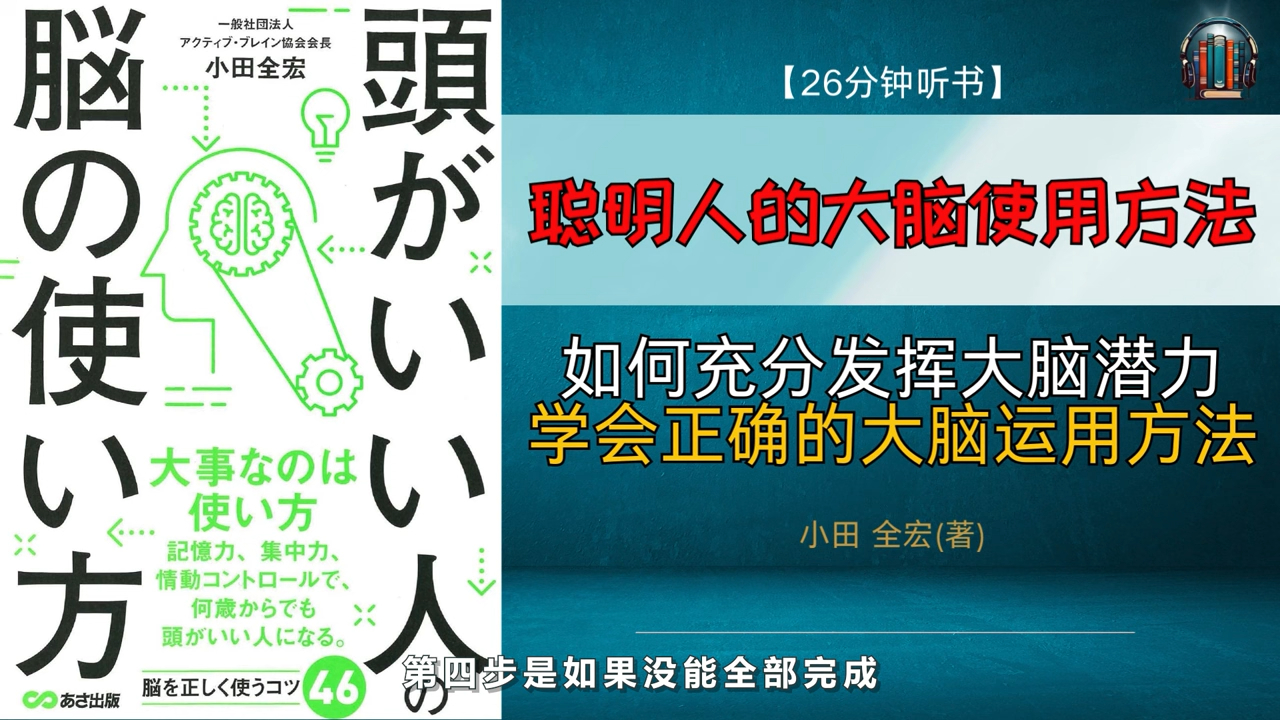 頭がいい人の
脳の使い方
一般社団法人
アクティブ・ブレイン協会会長
小田全宏
大事なのは
使い方
記憶力、集中力、
情動コントロールで、
何歳からでも
頭がいい人になる。
あさ出版
脳を正しく使うコツ46
【26分钟听书】
聪明人的大脑使用方法
如何充分发挥大脑潜力
学会正确的大脑运用方法
小田 全宏(著)
第四步是如果没能全部完成